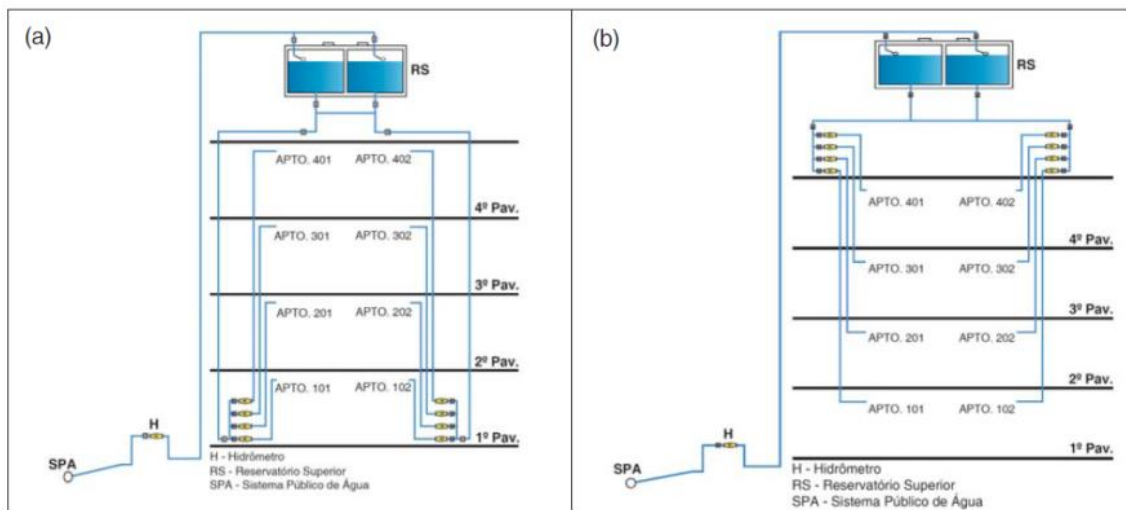 (a)
RS
APTO. 401 APTO. 402
4º Pav.
APTO. 301 APTO. 302
3º Pav.
APTO. 201 APTO. 202
2º Pav.
APTO. 101 APTO. 102
H
1º Pav.
SPA
H - Hidrômetro
RS - Reservatório Superior
SPA - Sistema Público de Água
(b)
RS
APTO. 401 APTO. 402
4º Pav.
APTO. 301 APTO. 302
3º Pav.
APTO. 201 APTO. 202
2º Pav.
APTO. 101 APTO. 102
H
1º Pav.
SPA
H - Hidrômetro
RS - Reservatório Superior
SPA - Sistema Público de Água